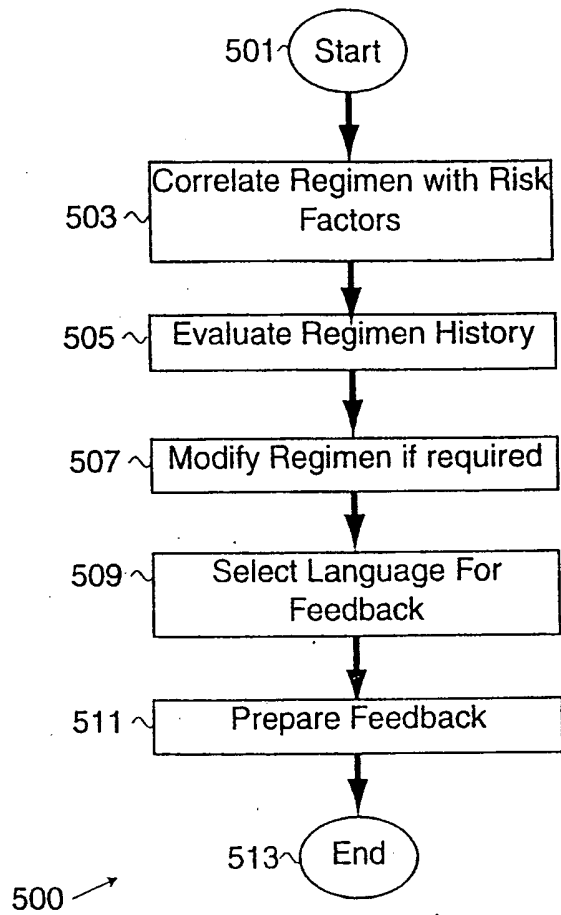 501 Start
Correlate Regimen with Risk
503 Factors
505 Evaluate Regimen History
507 Modify Regimen if required
509 Select Language For
Feedback
511 Prepare Feedback
513 End
500